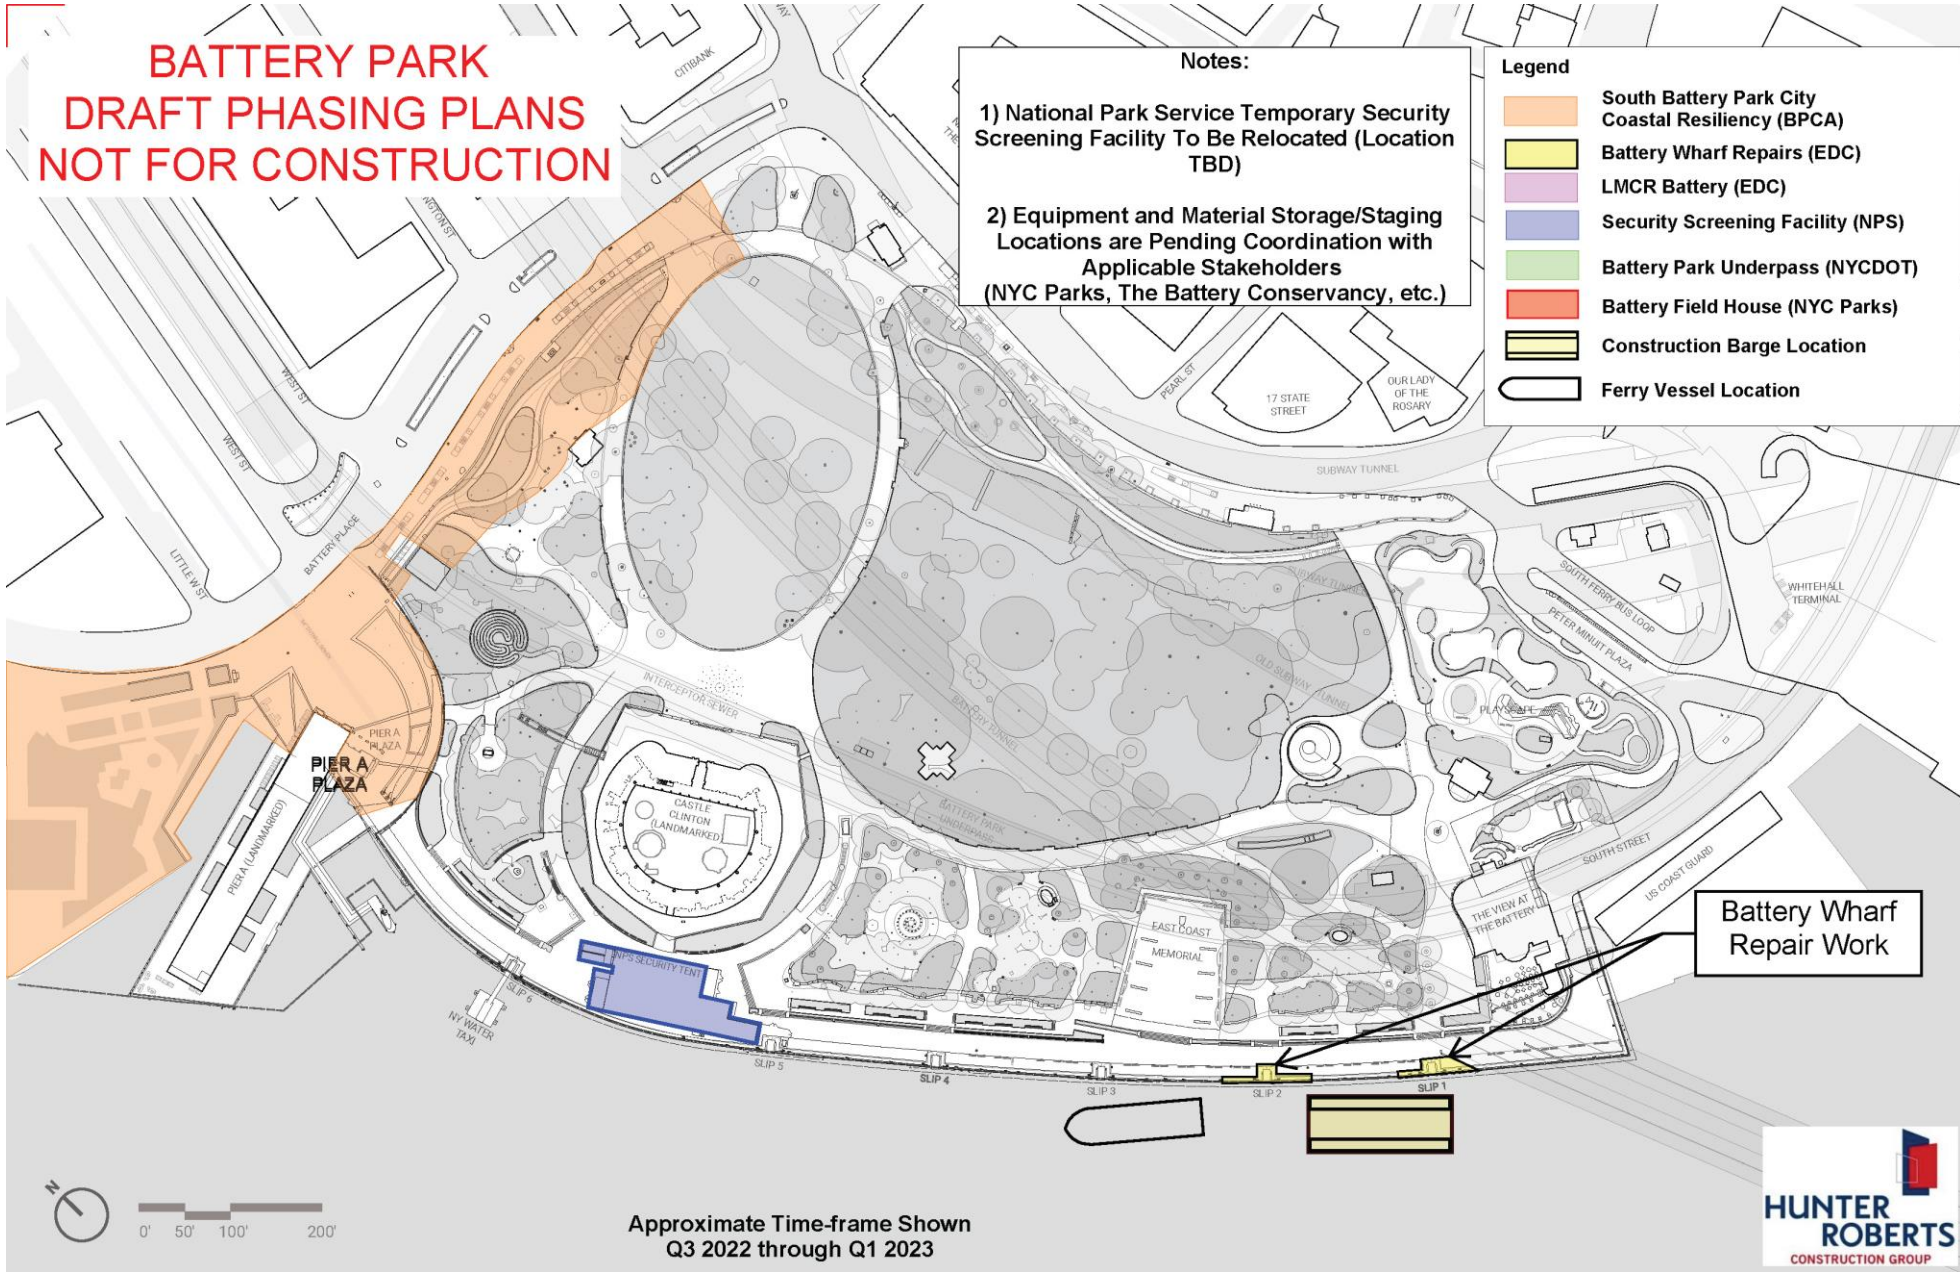 BATTERY PARK
DRAFT PHASING PLANS
NOT FOR CONSTRUCTION
CITIBANK
Notes:
1) National Park Service Temporary Security
Screening Facility To Be Relocated (Location
TBD)
2) Equipment and Material Storage/Staging
Locations are Pending Coordination with
Applicable Stakeholders
(NYC Parks, The Battery Conservancy, etc.)
Legend
South Battery Park City
Coastal Resiliency (BPCA)
Battery Wharf Repairs (EDC)
LMCR Battery (EDC)
Security Screening Facility (NPS)
Battery Park Underpass (NYCDOT)
Battery Field House (NYC Parks)
Construction Barge Location
Ferry Vessel Location
WEST ST
WEST ST
LITTLE W ST
BATTERY PLACE
PEARL ST
17 STATE
STREET
OUR LADY
OF THE
ROSARY
SUBWAY TUNNEL
SUBWAY TUNNEL
OLD SUBWAY TUNNEL
SOUTH FERRY BUS LOOP
PETER MINUIT PLAZA
WHITEHALL
TERMINAL
PLAYSCAPE
INTERCEPTOR SEWER
BATTERY TUNNEL
BATTERY PARK
UNDERPASS
PIER A
PLAZA
PIER A
PLAZA
PIER A (LANDMARKED)
CASTLE
CLINTON
(LANDMARKED)
SOUTH STREET
US COAST GUARD
THE VIEW AT
THE BATTERY
EAST COAST
MEMORIAL
NPS SECURITY TENT
Battery Wharf
Repair Work
SLIP 6
NY WATER
TAXI
SLIP 5
SLIP 4
SLIP 3
SLIP 2
SLIP 1
N
0' 50' 100' 200'
Approximate Time-frame Shown
Q3 2022 through Q1 2023
HUNTER
ROBERTS
CONSTRUCTION GROUP